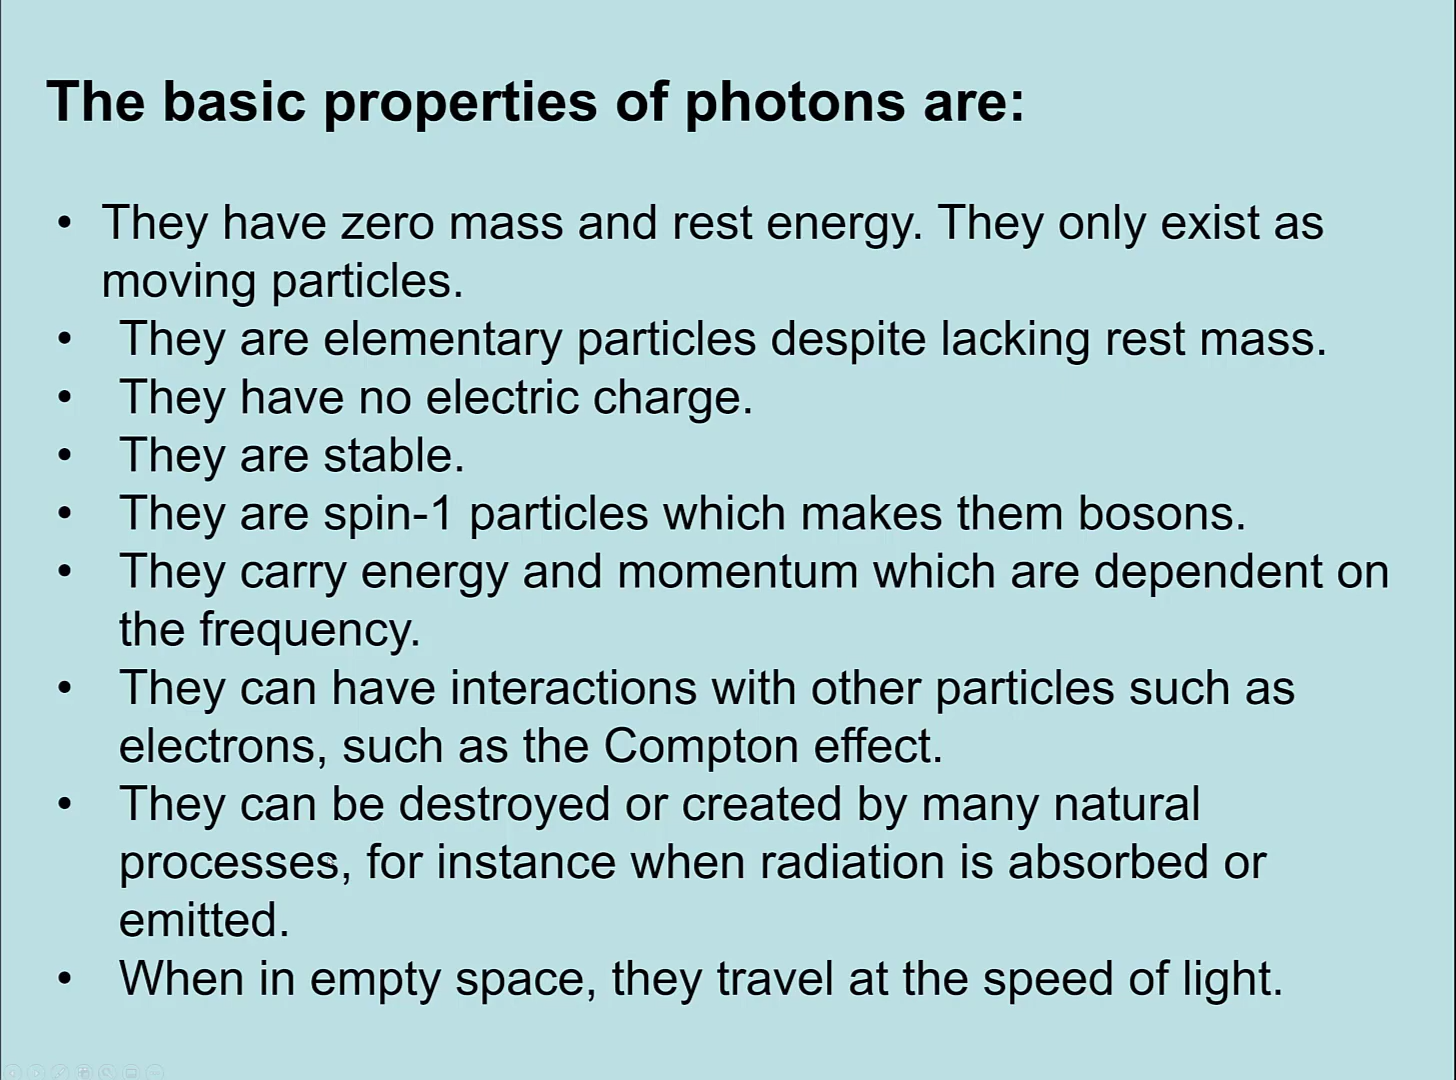 The basic properties of photons are:
• They have zero mass and rest energy. They only exist as
moving particles.
• They are elementary particles despite lacking rest mass.
• They have no electric charge.
• They are stable.
• They are spin-1 particles which makes them bosons.
• They carry energy and momentum which are dependent on
the frequency.
• They can have interactions with other particles such as
electrons, such as the Compton effect.
• They can be destroyed or created by many natural
processes, for instance when radiation is absorbed or
emitted.
• When in empty space, they travel at the speed of light.